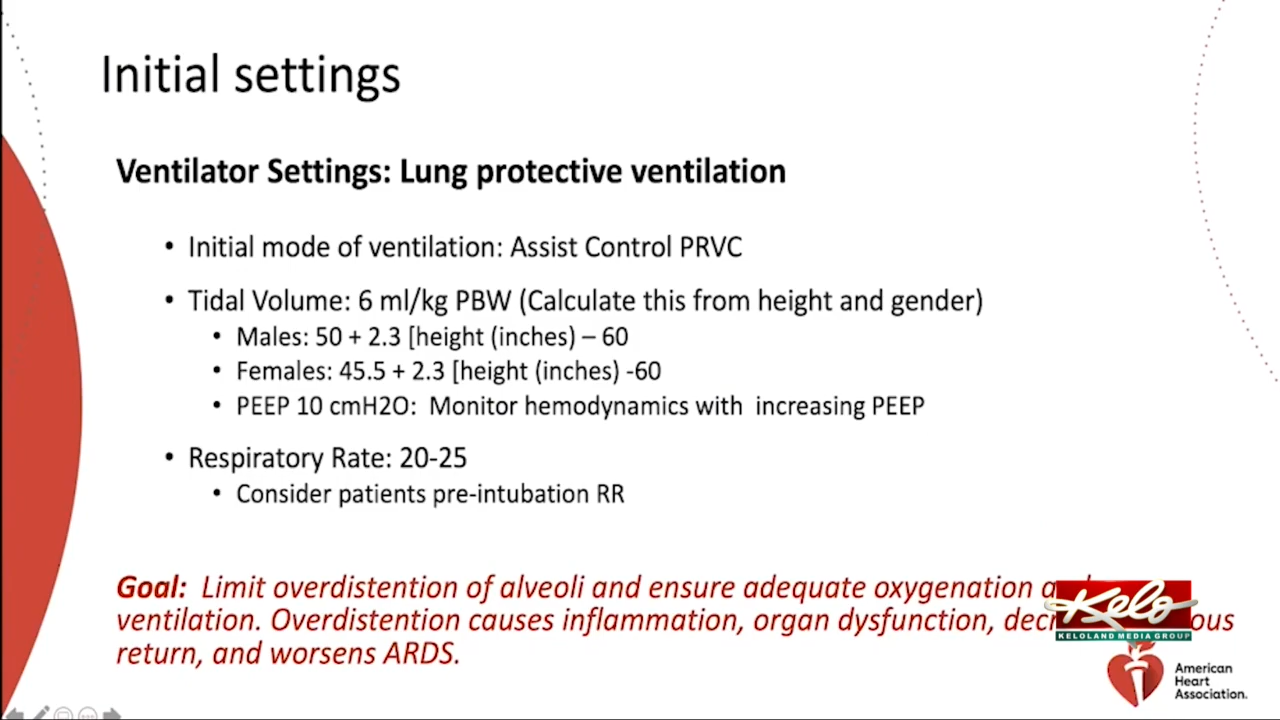 Initial settings
Ventilator Settings: Lung protective ventilation
• Initial mode of ventilation: Assist Control PRVC
• Tidal Volume: 6 ml/kg PBW (Calculate this from height and gender)
• Males: 50 + 2.3 [height (inches) – 60
• Females: 45.5 + 2.3 [height (inches) -60
• PEEP 10 cmH2O: Monitor hemodynamics with increasing PEEP
• Respiratory Rate: 20-25
• Consider patients pre-intubation RR
Goal: Limit overdistention of alveoli and ensure adequate oxygenation
ventilation. Overdistention causes inflammation, organ dysfunction,
return, and worsens ARDS.
Kelo
KELOLAND MEDIA GROUP
American
Heart
Association.